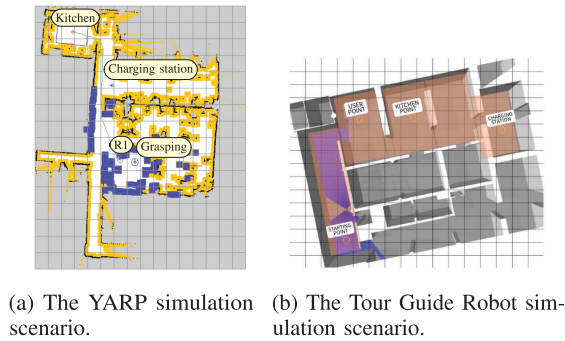 Kitchen
Charging station
R1
Grasping
USER
POINT
KITCHEN
POINT
CHARGING
STATION
STARTING
POINT
(a) The YARP simulation
scenario.
(b) The Tour Guide Robot sim-
ulation scenario.